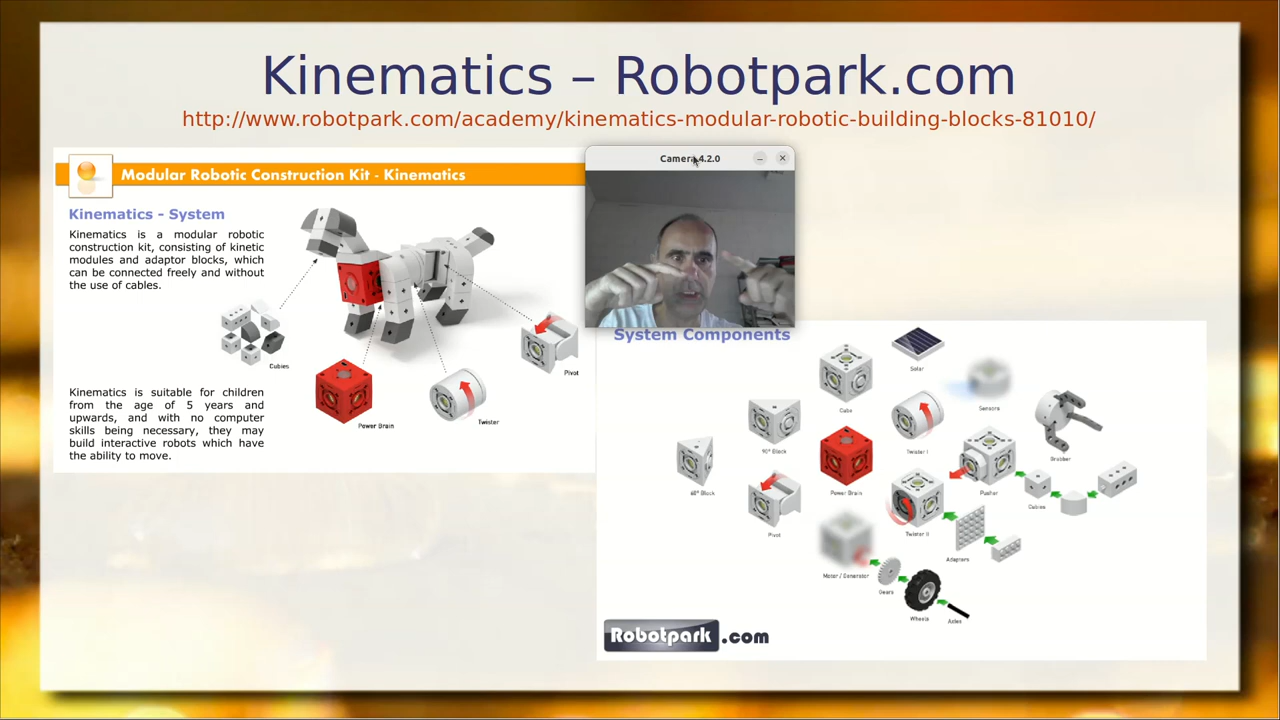 Kinematics – Robotpark.com
http://www.robotpark.com/academy/kinematics-modular-robotic-building-blocks-81010/
Modular Robotic Construction Kit - Kinematics
Kinematics - System
Kinematics is a modular robotic
construction kit, consisting of kinetic
modules and adaptor blocks, which
can be connected freely and without
the use of cables.
Cubies
Power Brain
Twister
Pivot
Kinematics is suitable for children
from the age of 5 years and
upwards, and with no computer
skills being necessary, they may
build interactive robots which have
the ability to move.
Camera 4.2.0
System Components
Solar
Cube
Sensors
90° Block
Twister I
Grabber
60° Block
Power Brain
Pusher
Cubies
Pivot
Twister II
Adaptors
Motor / Generator
Gears
Wheels
Axles
Robotpark.com